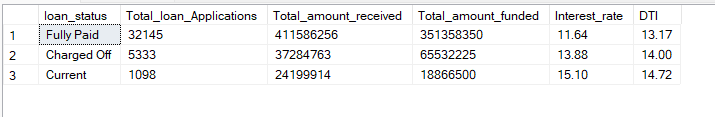 loan_status Total_loan_Applications Total_amount_received Total_amount_funded Interest_rate DTI
1 Fully Paid 32145 411586256 351358350 11.64 13.17
2 Charged Off 5333 37284763 65532225 13.88 14.00
3 Current 1098 24199914 18866500 15.10 14.72